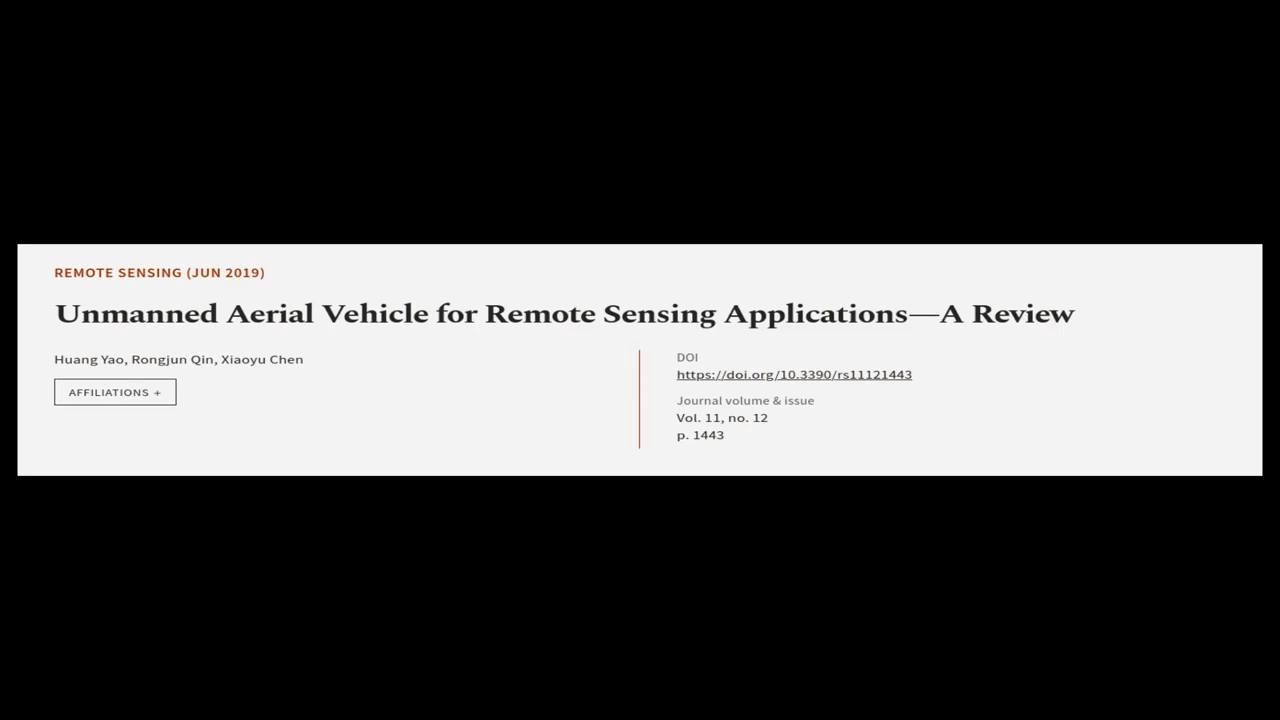 REMOTE SENSING (JUN 2019)
Unmanned Aerial Vehicle for Remote Sensing Applications—A Review
Huang Yao, Rongjun Qin, Xiaoyu Chen
AFFILIATIONS +
DOI
https://doi.org/10.3390/rs11121443
Journal volume & issue
Vol. 11, no. 12
p. 1443